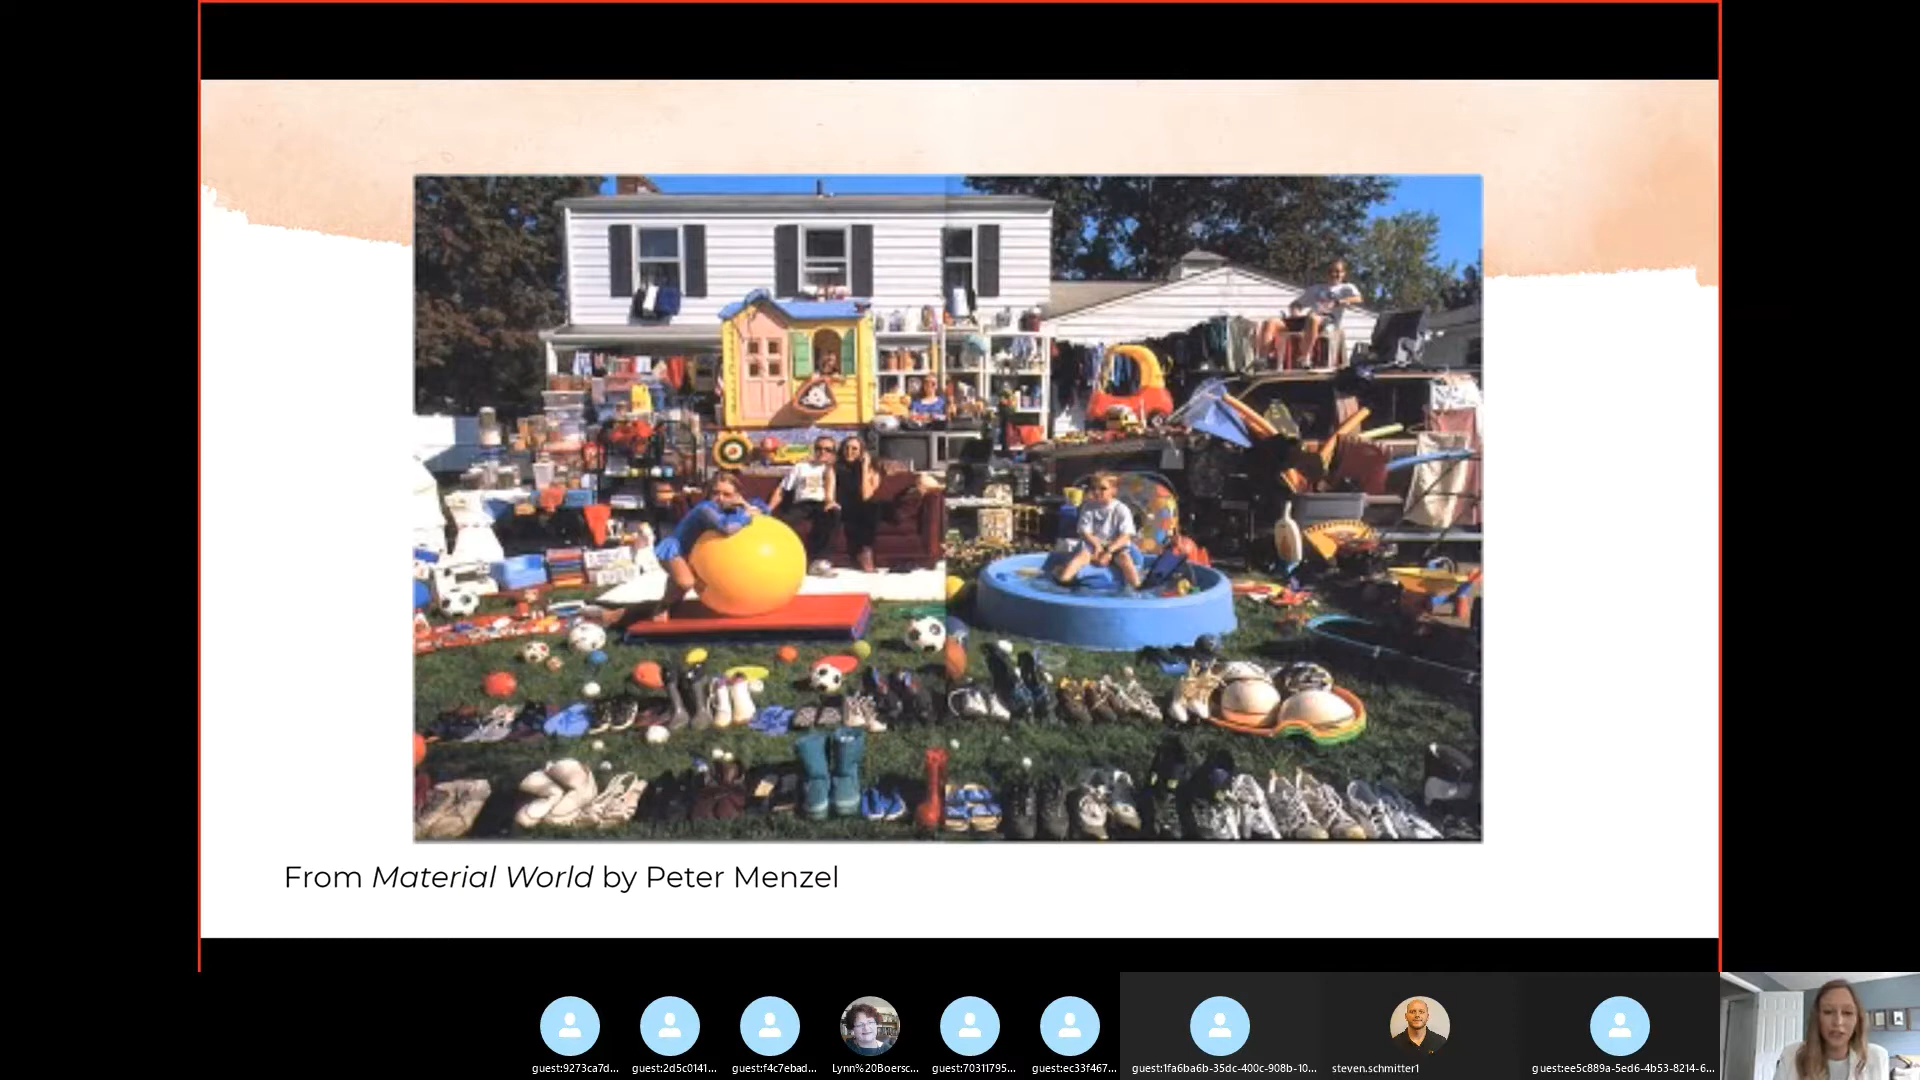 From Material World by Peter Menzel
guest:9273ca7d...
guest:2d5c0141...
guest:f4c7ebad...
Lynn%20Boersc...
guest:70311795...
guest:ec33f467...
guest:1fa6ba6b-35dc-400c-908b-10...
steven.schmitter1
guest:ee5c889a-5ed6-4b53-8214-6...